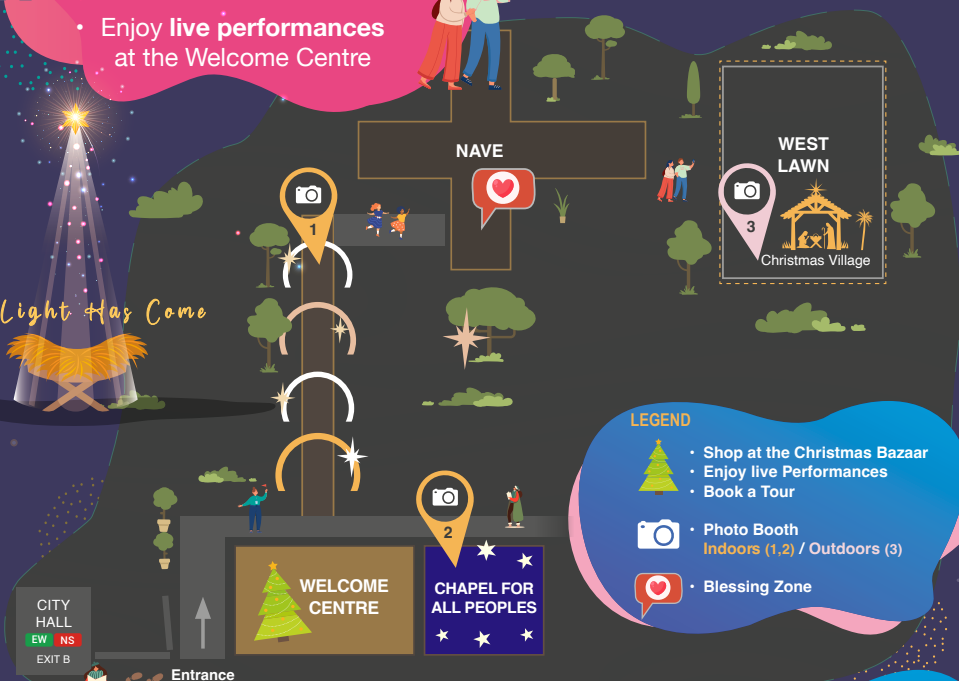 • Enjoy live performances
at the Welcome Centre
NAVE
WEST
LAWN
1
3
Christmas Village
Light Has Come
LEGEND
• Shop at the Christmas Bazaar
• Enjoy live Performances
• Book a Tour
• Photo Booth
Indoors (1,2) / Outdoors (3)
• Blessing Zone
2
WELCOME
CENTRE
CHAPEL FOR
ALL PEOPLES
CITY
HALL
EW NS
EXIT B
Entrance